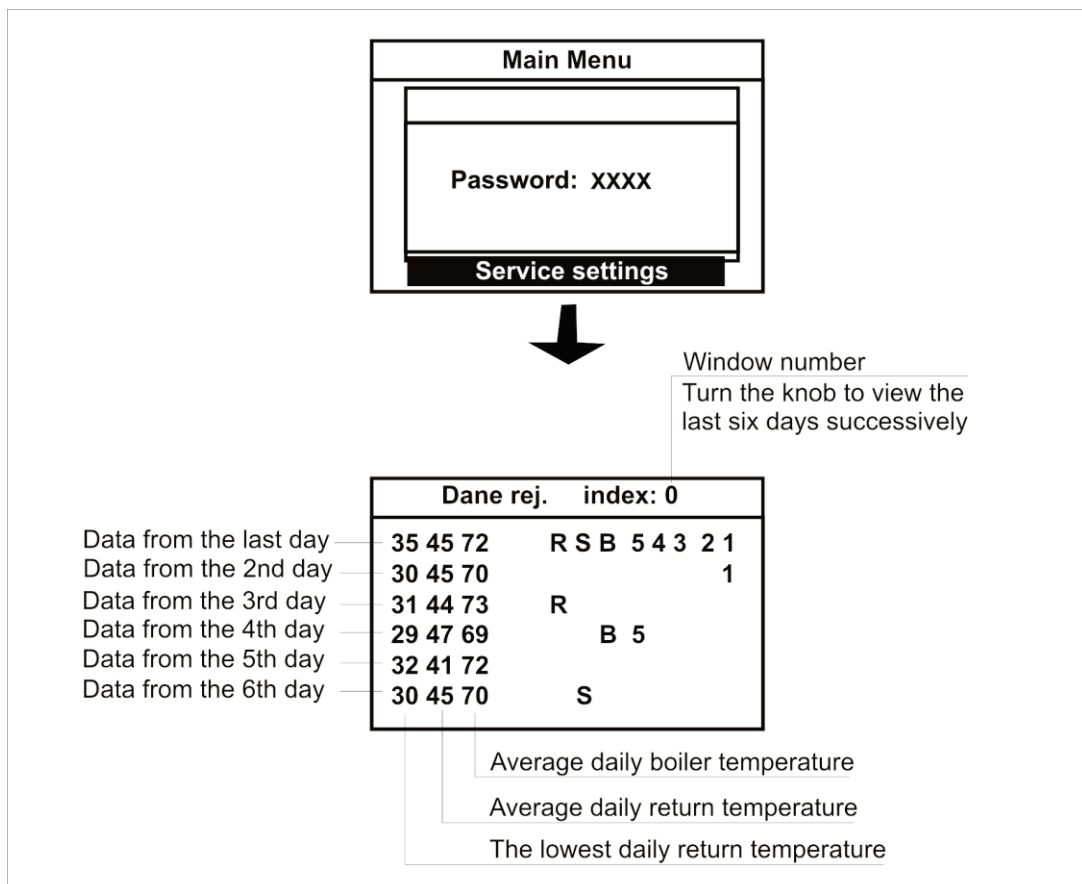 Main Menu
Password: XXXX
Service settings
Window number
Turn the knob to view the
last six days successively
Dane rej. index: 0
Data from the last day 35 45 72 R S B 5 4 3 2 1
Data from the 2nd day 30 45 70 1
Data from the 3rd day 31 44 73 R
Data from the 4th day 29 47 69 B 5
Data from the 5th day 32 41 72
Data from the 6th day 30 45 70 S
Average daily boiler temperature
Average daily return temperature
The lowest daily return temperature